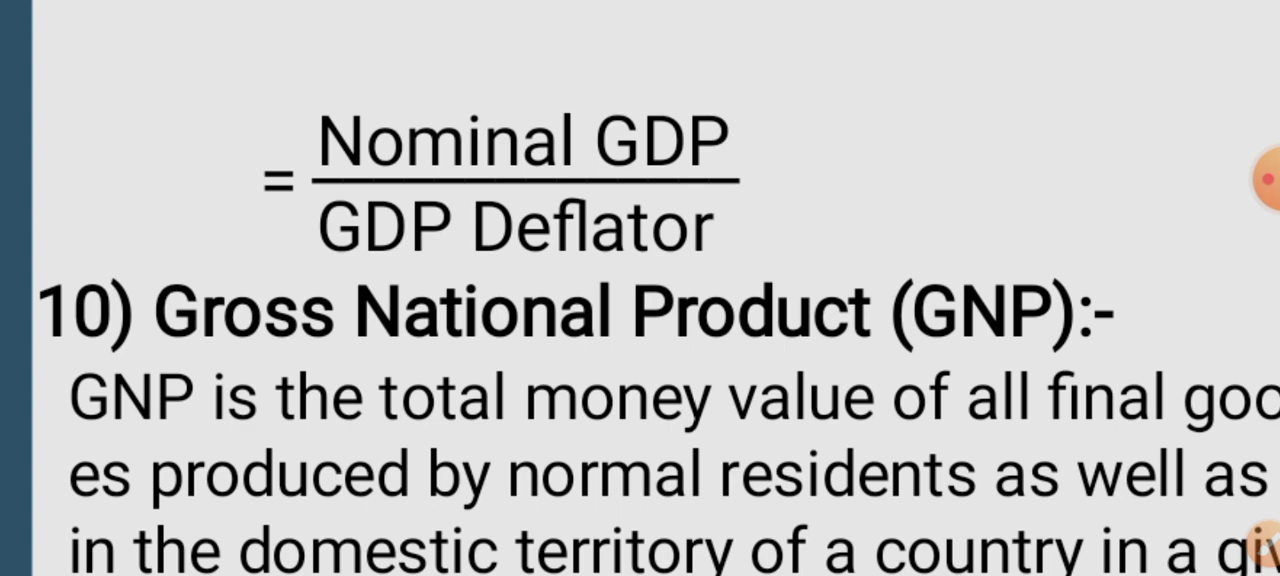 = Nominal GDP
GDP Deflator
10) Gross National Product (GNP):-
GNP is the total money value of all final
es produced by normal residents as well as
in the domestic territory of a country in a